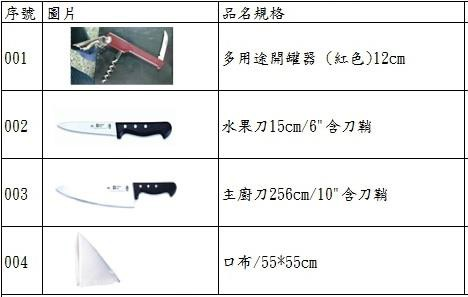 序號 圖片 品名規格
001 多用途開罐器 (紅色)12cm
002 水果刀15cm/6"含刀鞘
003 主廚刀256cm/10"含刀鞘
004 口布/55*55cm